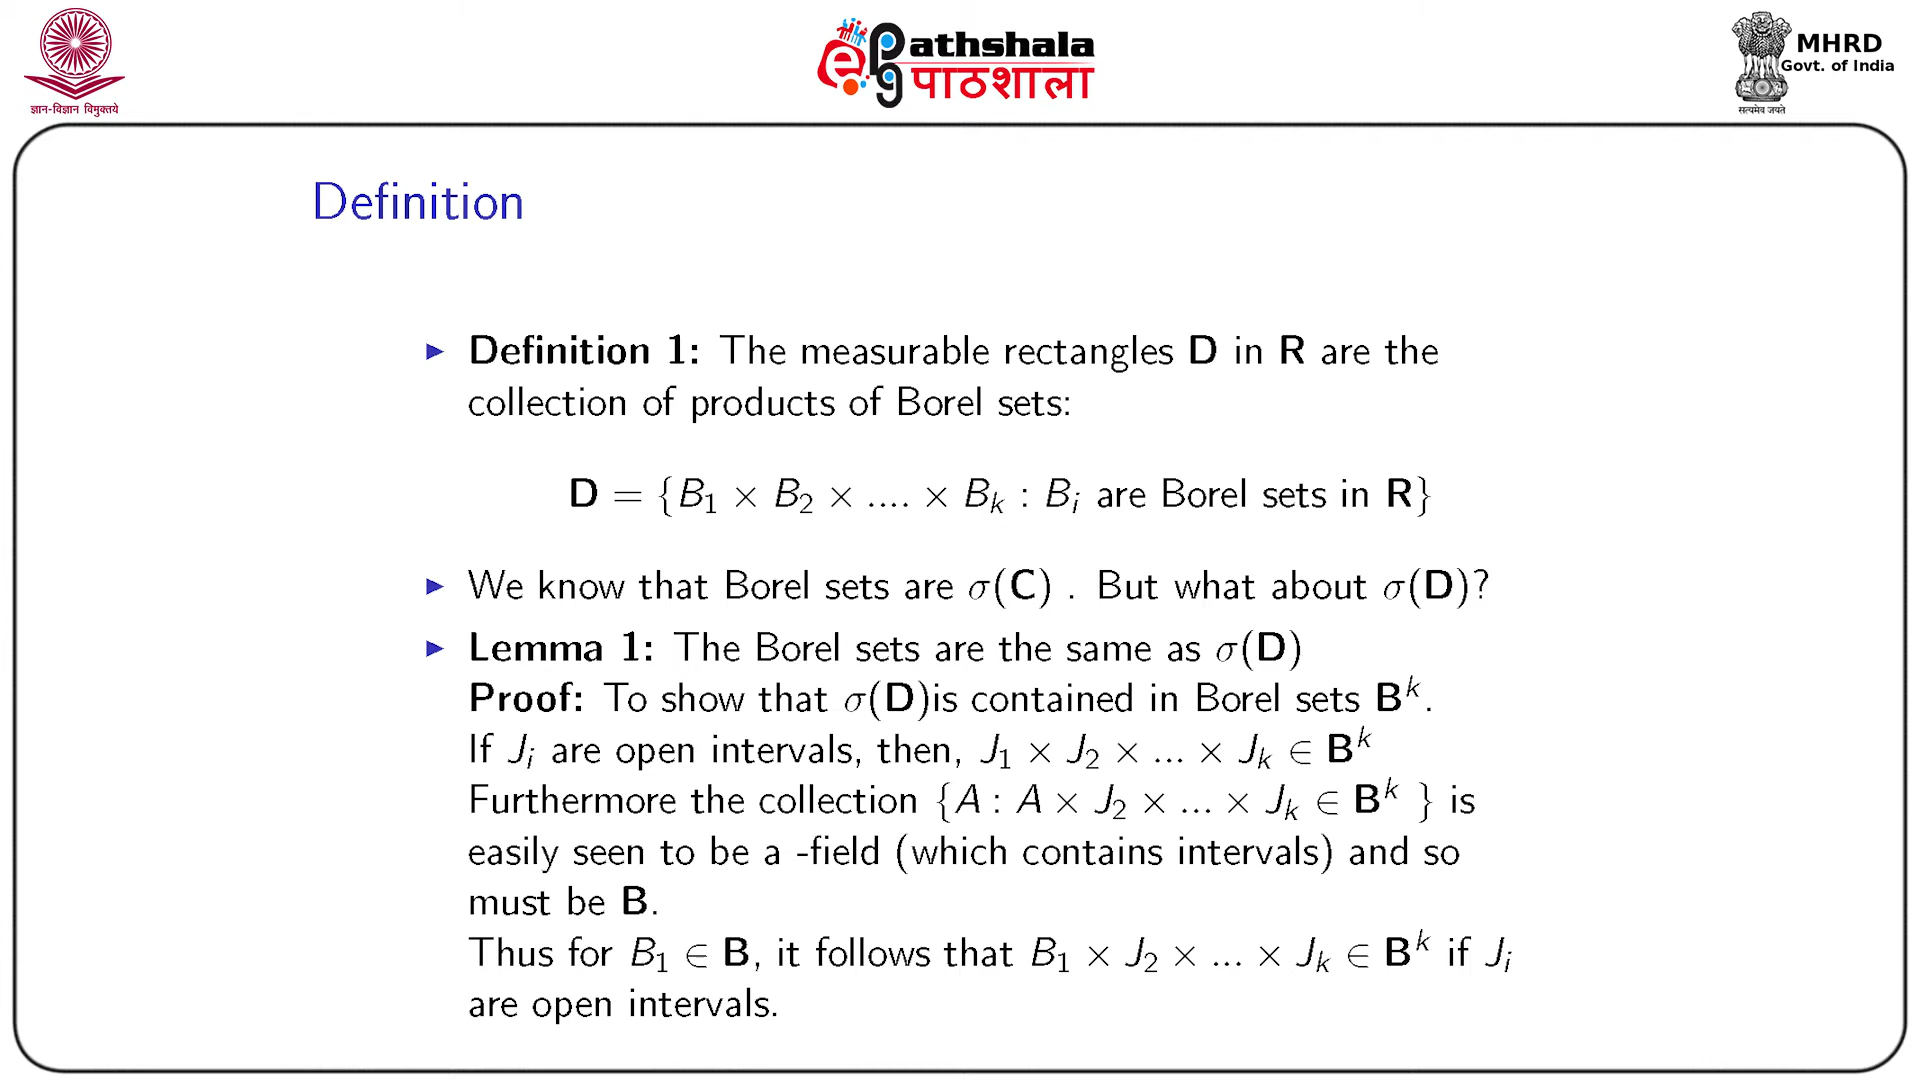 ज्ञान-विज्ञान विमुक्तये
ePathshala
पाठशाला
MHRD
Govt. of India
सत्यमेव जयते
Definition
▶ Definition 1: The measurable rectangles D in R are the
collection of products of Borel sets:
D = {B₁ × B₂ × .... × Bₖ : Bᵢ are Borel sets in R}
▶ We know that Borel sets are σ(C) . But what about σ(D)?
▶ Lemma 1: The Borel sets are the same as σ(D)
Proof: To show that σ(D)is contained in Borel sets Bᵏ.
If Jᵢ are open intervals, then, J₁ × J₂ × ... × Jₖ ∈ Bᵏ
Furthermore the collection {A : A × J₂ × ... × Jₖ ∈ Bᵏ } is
easily seen to be a -field (which contains intervals) and so
must be B.
Thus for B₁ ∈ B, it follows that B₁ × J₂ × ... × Jₖ ∈ Bᵏ if Jᵢ
are open intervals.